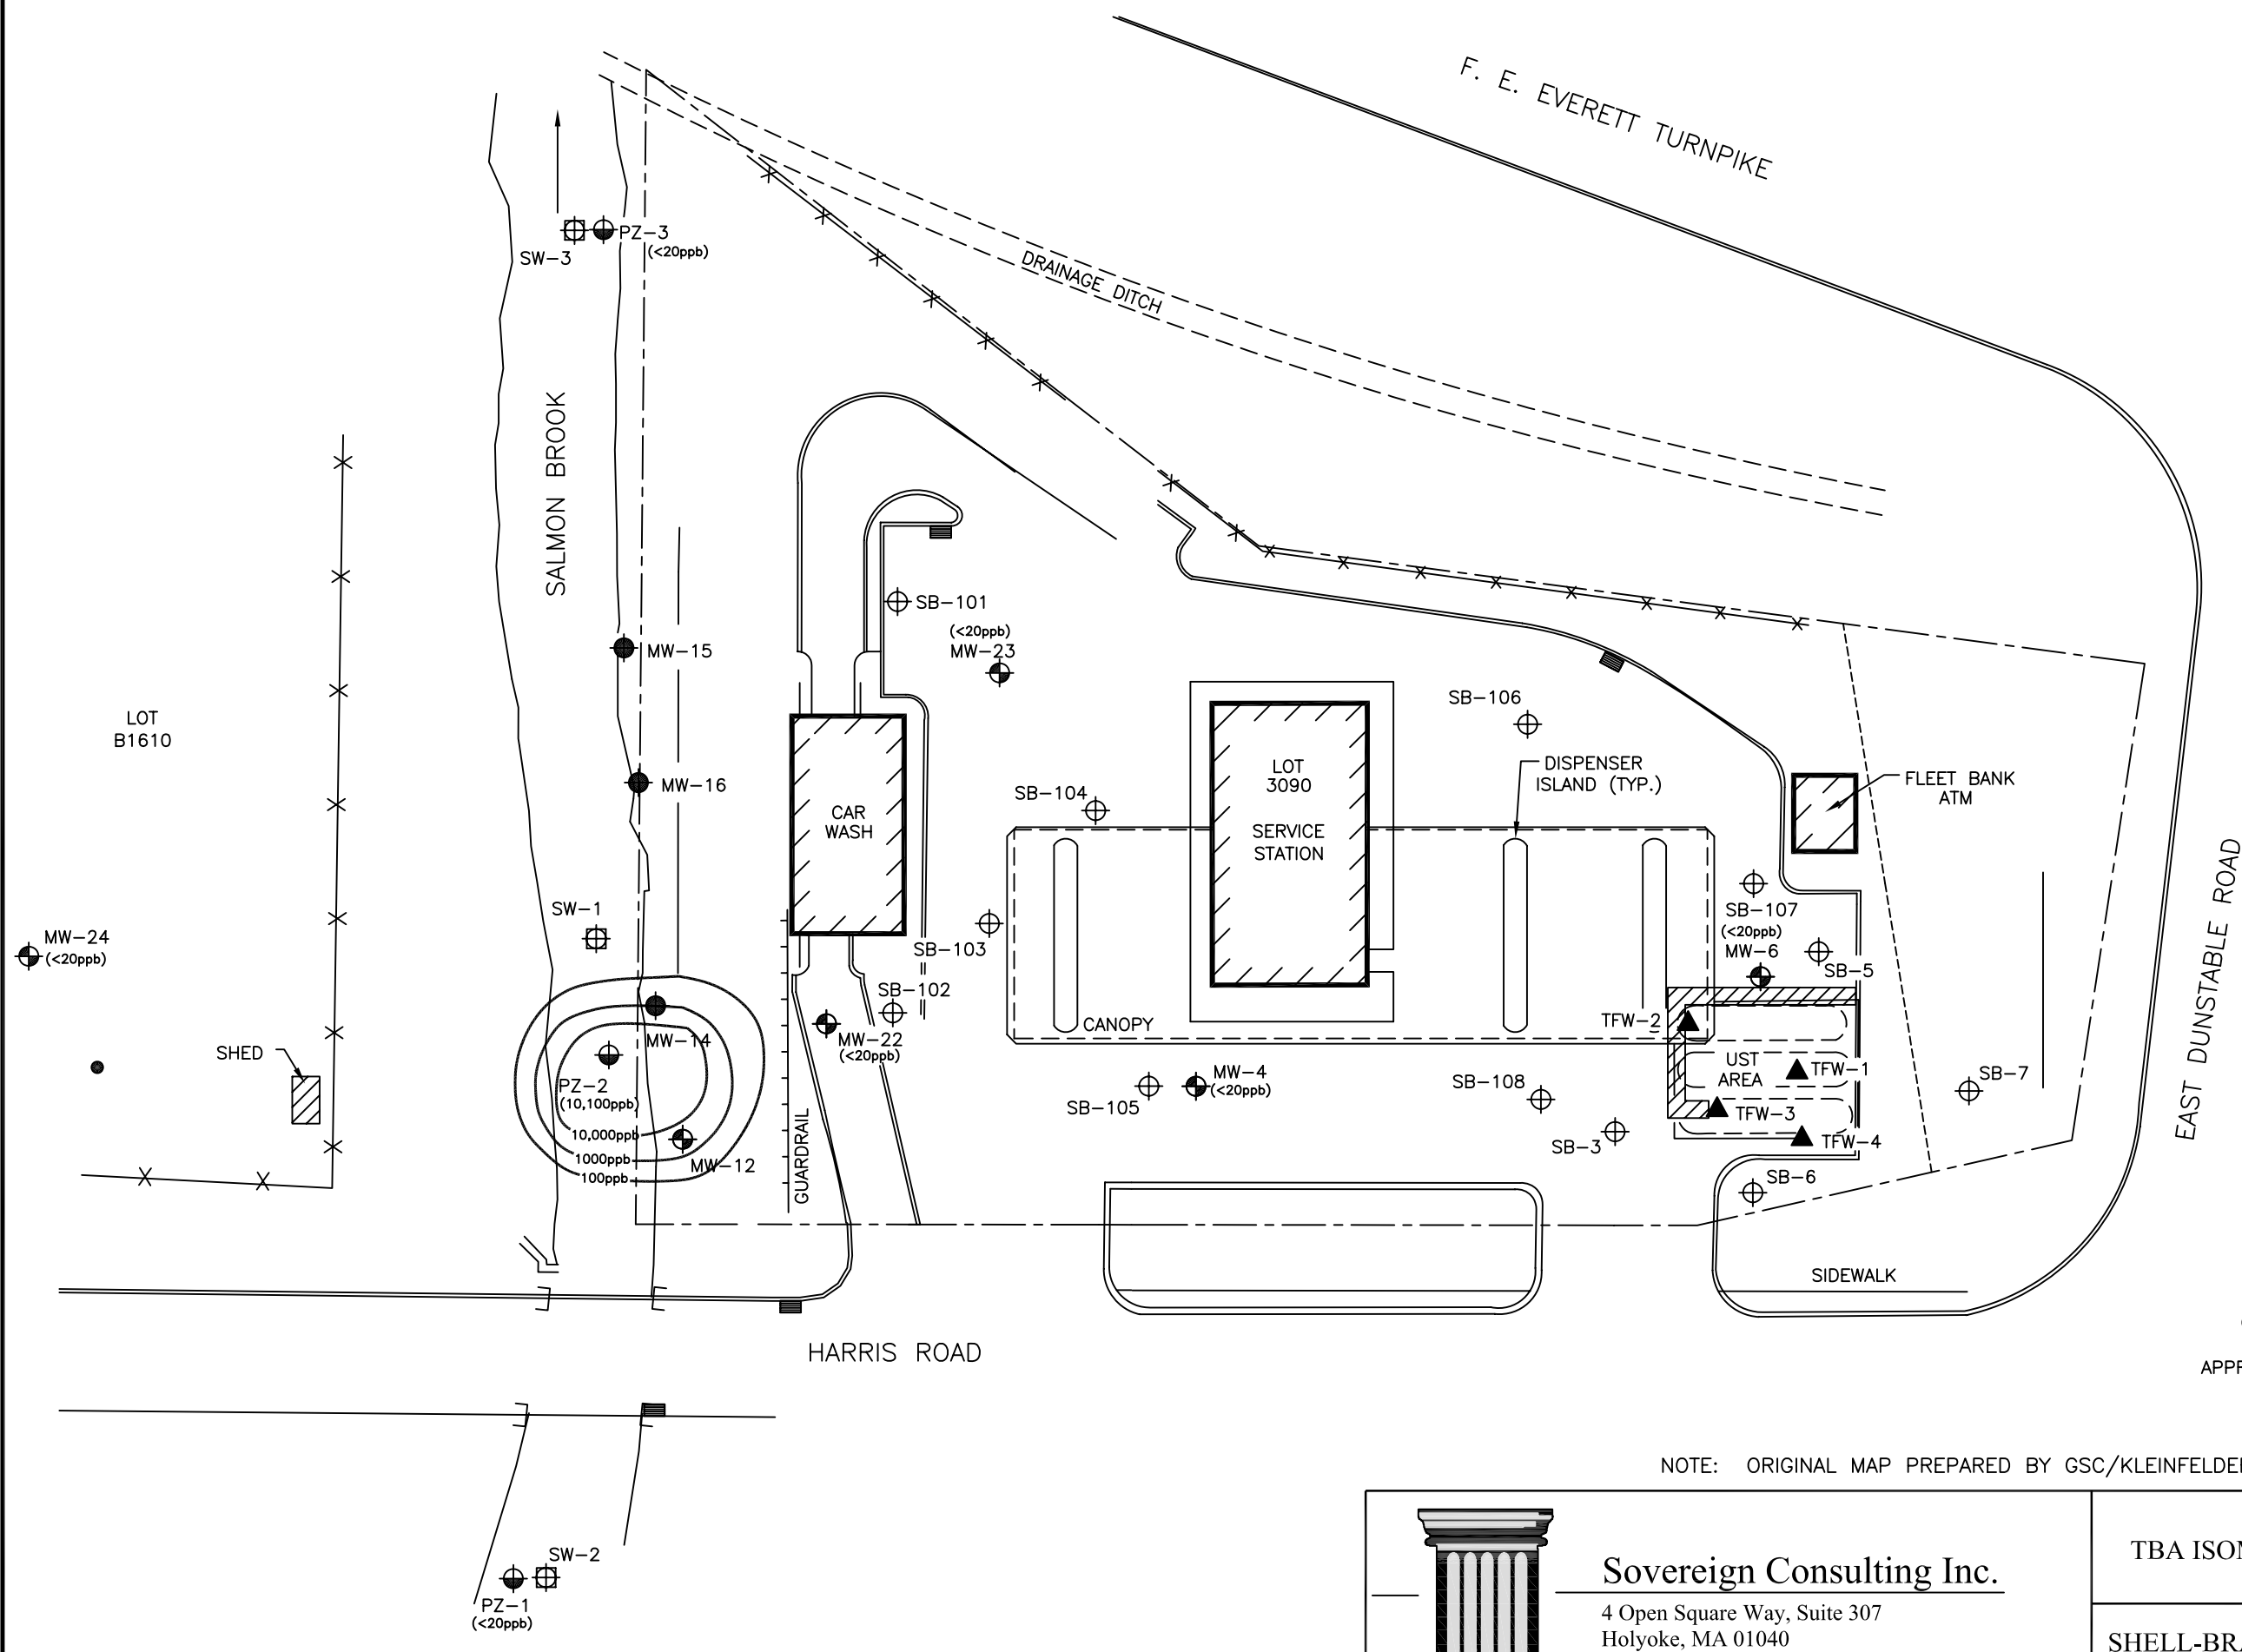 F. E. EVERETT TURNPIKE
PZ-3
(<20ppb)
SW-3
DRAINAGE DITCH
SALMON BROOK
SB-101
(<20ppb)
MW-23
MW-15
LOT
B1610
SB-106
MW-16
DISPENSER
ISLAND (TYP.)
LOT
3090
SERVICE
STATION
FLEET BANK
ATM
SB-104
CAR
WASH
EAST DUNSTABLE ROAD
SW-1
SB-107
(<20ppb)
MW-6
MW-24
(<20ppb)
SB-103
SB-5
SB-102
CANOPY
TFW-2
MW-22
(<20ppb)
MW-14
SHED
UST
AREA
TFW-1
PZ-2
(10,100ppb)
MW-4
(<20ppb)
SB-105
SB-108
SB-7
TFW-3
10,000ppb
TFW-4
SB-3
1000ppb
MW-12
100ppb
GUARDRAIL
SB-6
SIDEWALK
HARRIS ROAD
NOTE: ORIGINAL MAP PREPARED BY GSC/KLEINFELDE
SW-2
PZ-1
(<20ppb)
Sovereign Consulting Inc.
4 Open Square Way, Suite 307
Holyoke, MA 01040
TBA ISO
SHELL-BR